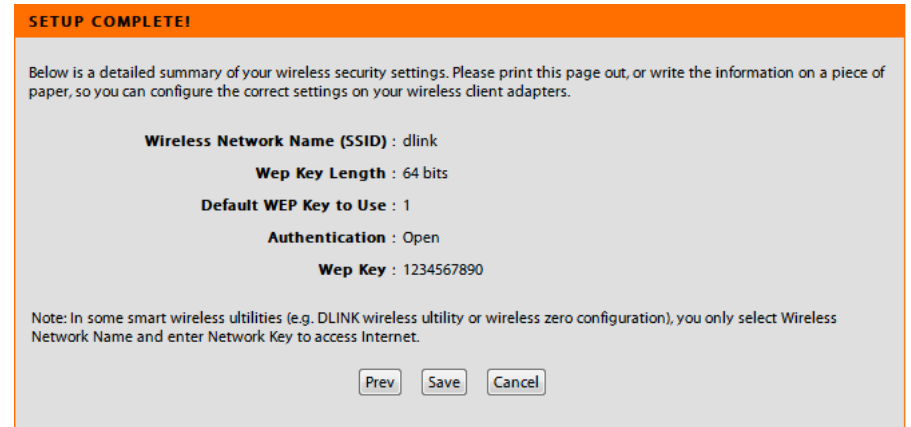 SETUP COMPLETE!
Below is a detailed summary of your wireless security settings. Please print this page out, or write the information on a piece of
paper, so you can configure the correct settings on your wireless client adapters.
Wireless Network Name (SSID) : dlink
Wep Key Length : 64 bits
Default WEP Key to Use : 1
Authentication : Open
Wep Key : 1234567890
Note: In some smart wireless ultilities (e.g. DLINK wireless ultility or wireless zero configuration), you only select Wireless
Network Name and enter Network Key to access Internet.
Prev Save Cancel